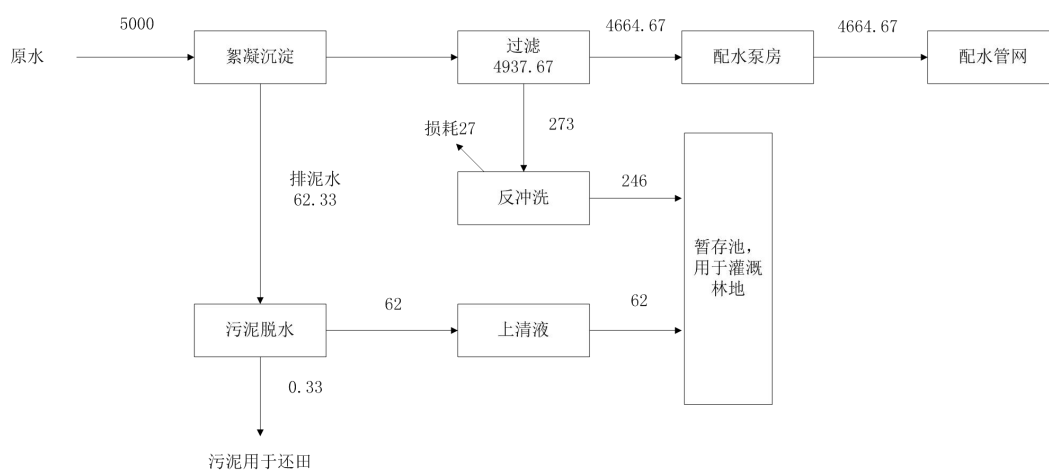 5000
4664.67
4664.67
原水
絮凝沉淀
过滤
4937.67
配水泵房
配水管网
损耗27
273
排泥水
62.33
反冲洗
246
暂存池，
用于灌溉
林地
污泥脱水
62
上清液
62
0.33
污泥用于还田